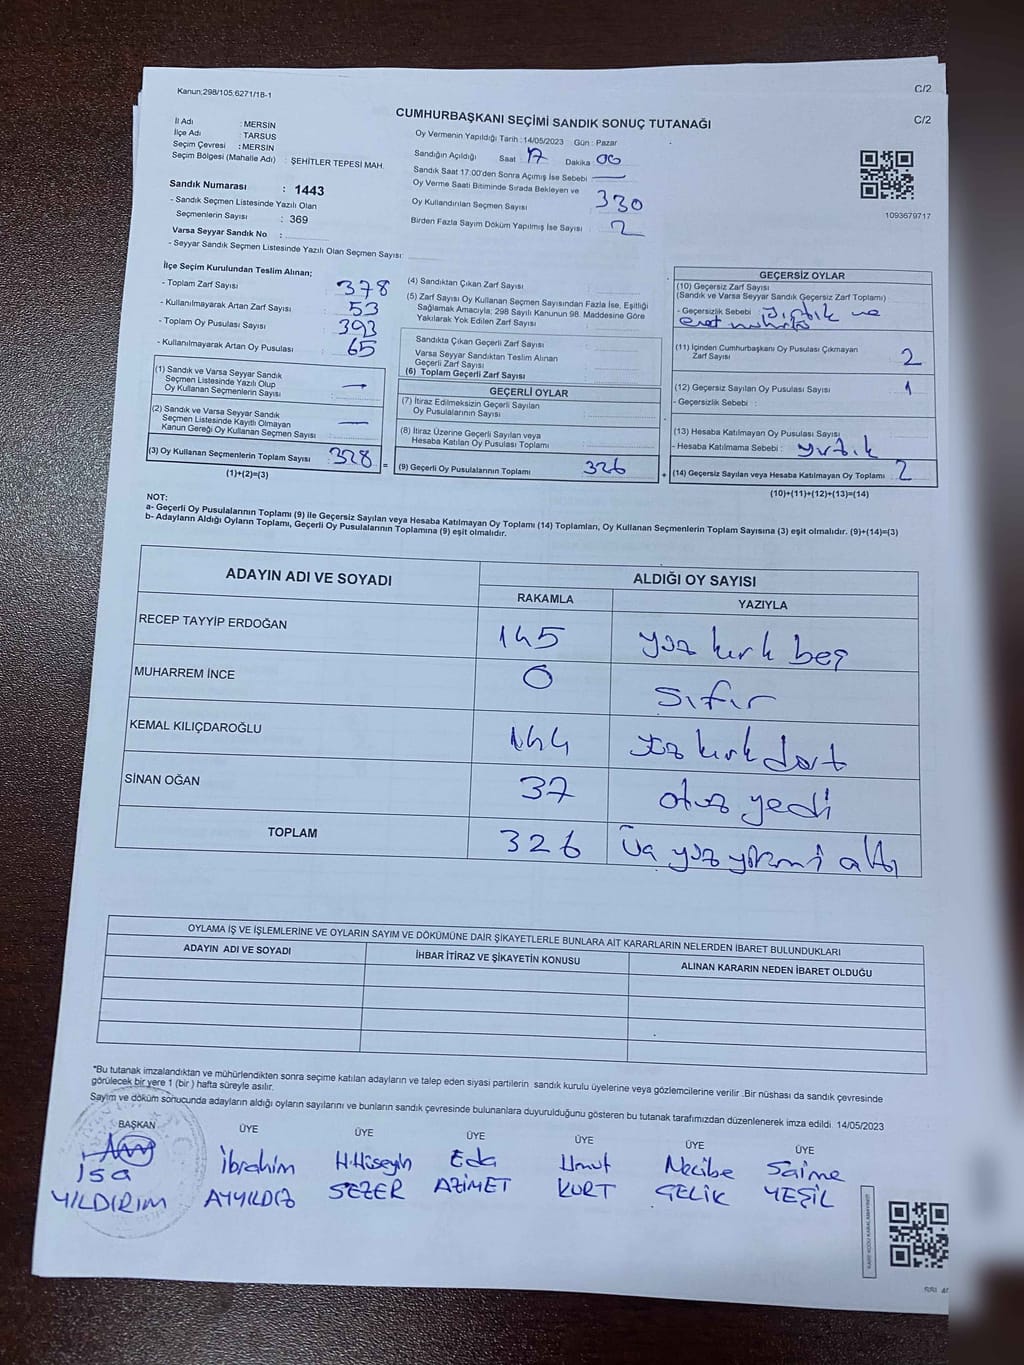 Kanun;298/105;6271/18-1
C/2
C/2
CUMHURBAŞKANI SEÇİMİ SANDIK SONUÇ TUTANAĞI
İl Adı : MERSİN
İlçe Adı : TARSUS
Seçim Çevresi : MERSİN
Seçim Bölgesi (Mahalle Adı) : ŞEHİTLER TEPESİ MAH.
Sandık Numarası : 1443
- Sandık Seçmen Listesinde Yazılı Olan
Seçmenlerin Sayısı : 369
Varsa Seyyar Sandık No :
- Seyyar Sandık Seçmen Listesinde Yazılı Olan Seçmen Sayısı:
Oy Vermenin Yapıldığı Tarih : 14/05/2023 Gün : Pazar
Sandığın Açıldığı Saat 17 Dakika 00
Sandık Saat 17:00'den Sonra Açımış İse Sebebi
Oy Verme Saati Bitiminde Sırada Bekleyen ve
Oy Kullandırılan Seçmen Sayısı 330
Birden Fazla Sayım Döküm Yapılmış İse Sayısı : 2
1093679717
İlçe Seçim Kurulundan Teslim Alınan;
- Toplam Zarf Sayısı : 378
- Kullanılmayarak Artan Zarf Sayısı : 53
- Toplam Oy Pusulası Sayısı : 393
- Kullanılmayarak Artan Oy Pusulası : 65
(1) Sandık ve Varsa Seyyar Sandık
Seçmen Listesinde Yazılı Olup
Oy Kullanan Seçmenlerin Sayısı :
(2) Sandık ve Varsa Seyyar Sandık
Seçmen Listesinde Kayıtlı Olmayan
Kanun Gereği Oy Kullanan Seçmen Sayısı :
(3) Oy Kullanan Seçmenlerin Toplam Sayısı : 328
(1)+(2)=(3)
(4) Sandıktan Çıkan Zarf Sayısı :
(5) Zarf Sayısı Oy Kullanan Seçmen Sayısından Fazla İse, Eşitliği
Sağlamak Amacıyla; 298 Sayılı Kanunun 98. Maddesine Göre
Yakılarak Yok Edilen Zarf Sayısı :
Sandıkta Çıkan Geçerli Zarf Sayısı :
Varsa Seyyar Sandıktan Teslim Alınan
Geçerli Zarf Sayısı :
(6) Toplam Geçerli Zarf Sayısı :
GEÇERLİ OYLAR
(7) İtiraz Edilmeksizin Geçerli Sayılan
Oy Pusulalarının Sayısı :
(8) İtiraz Üzerine Geçerli Sayılan veya
Hesaba Katılan Oy Pusulası Toplamı :
= (9) Geçerli Oy Pusulalarının Toplamı : 326
GEÇERSİZ OYLAR
(10) Geçersiz Zarf Sayısı
(Sandık ve Varsa Seyyar Sandık Geçersiz Zarf Toplamı)
- Geçersizlik Sebebi :
(11) İçinden Cumhurbaşkanı Oy Pusulası Çıkmayan
Zarf Sayısı : 2
(12) Geçersiz Sayılan Oy Pusulası Sayısı : 1
- Geçersizlik Sebebi :
(13) Hesaba Katılmayan Oy Pusulası Sayısı :
- Hesaba Katılmama Sebebi : yırtık
+ (14) Geçersiz Sayılan veya Hesaba Katılmayan Oy Toplamı : 2
(10)+(11)+(12)+(13)=(14)
NOT:
a- Geçerli Oy Pusulalarının Toplamı (9) ile Geçersiz Sayılan veya Hesaba Katılmayan Oy Toplamı (14) Toplamları, Oy Kullanan Seçmenlerin Toplam Sayısına (3) eşit olmalıdır. (9)+(14)=(3)
b- Adayların Aldığı Oyların Toplamı, Geçerli Oy Pusulalarının Toplamına (9) eşit olmalıdır.
ADAYIN ADI VE SOYADI
ALDIĞI OY SAYISI
RAKAMLA YAZIYLA
RECEP TAYYİP ERDOĞAN 145 yüz kırk beş
MUHARREM İNCE 0 sıfır
KEMAL KILIÇDAROĞLU 144 yüz kırk dört
SİNAN OĞAN 37 otuz yedi
TOPLAM 326 üç yüz yirmi altı
OYLAMA İŞ VE İŞLEMLERİNE VE OYLARIN SAYIM VE DÖKÜMÜNE DAİR ŞİKAYETLERLE BUNLARA AİT KARARLARIN NELERDEN İBARET BULUNDUKLARI
ADAYIN ADI VE SOYADI İHBAR İTİRAZ VE ŞİKAYETİN KONUSU ALINAN KARARIN NEDEN İBARET OLDUĞU
*Bu tutanak imzalandıktan ve mühürlendikten sonra seçime katılan adayların ve talep eden siyasi partilerin sandık kurulu üyelerine veya gözlemcilerine verilir .Bir nüshası da sandık çevresinde
görülecek bir yere 1 (bir ) hafta süreyle asılır.
Sayım ve döküm sonucunda adayların aldığı oyların sayılarını ve bunların sandık çevresinde bulunanlara duyurulduğunu gösteren bu tutanak tarafımızdan düzenlenerek imza edildi. 14/05/2023
BAŞKAN ÜYE ÜYE ÜYE ÜYE ÜYE ÜYE
İsa İbrahim H.Hüseyin Eda Umut Necibe Saime
YILDIRIM AYYILDIZ SEZER AZİMET KURT ÇELİK YEŞİL